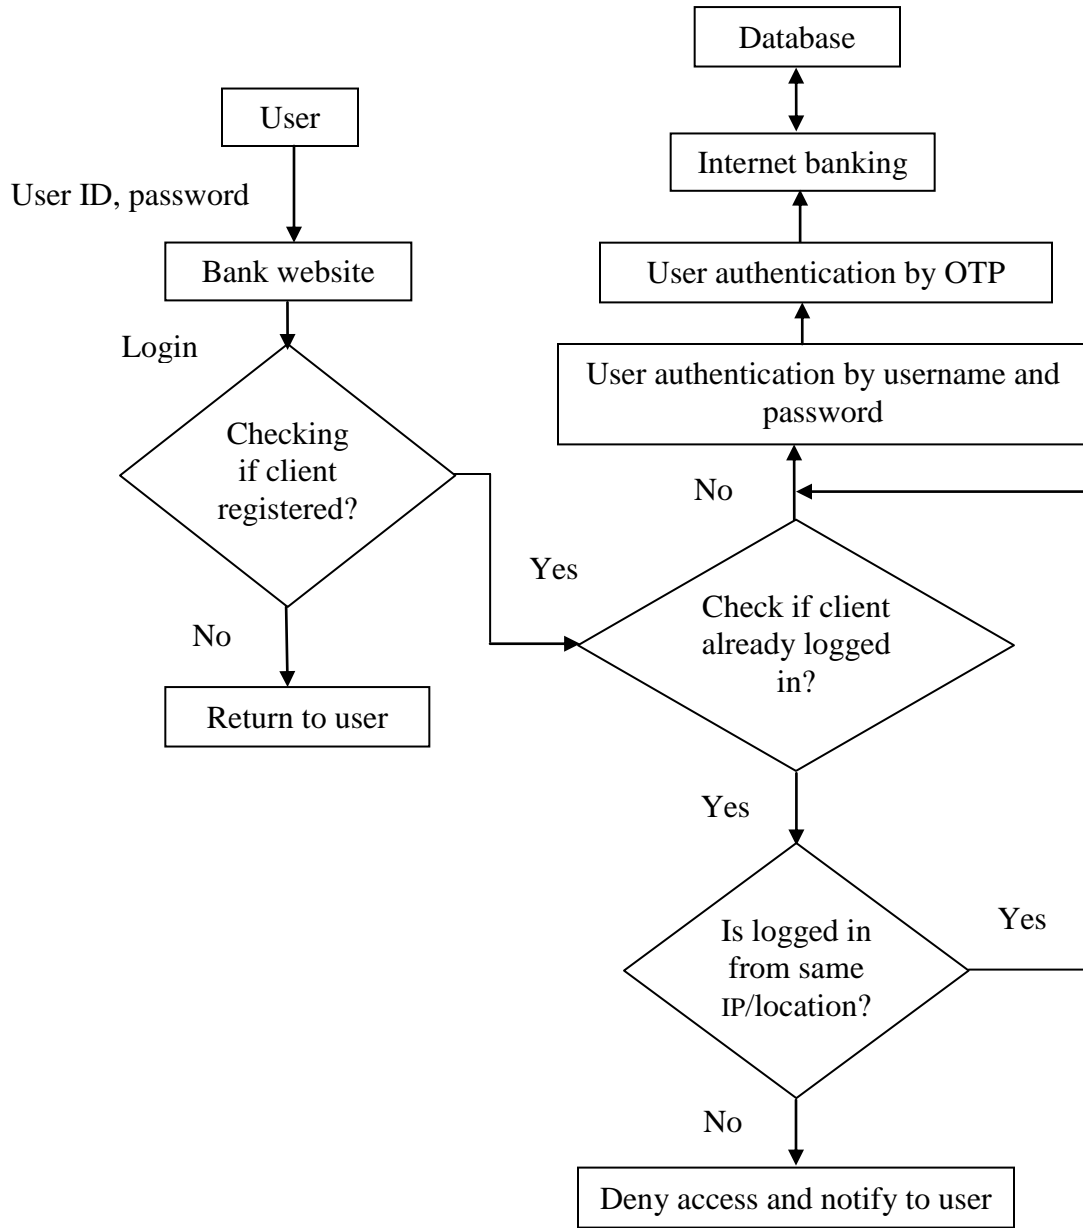 Database
User
Internet banking
User ID, password
Bank website
User authentication by OTP
Login
User authentication by username and
password
Checking
if client
registered?
No
Yes
Check if client
already logged
in?
No
Return to user
Yes
Is logged in
from same
IP/location?
Yes
No
Deny access and notify to user